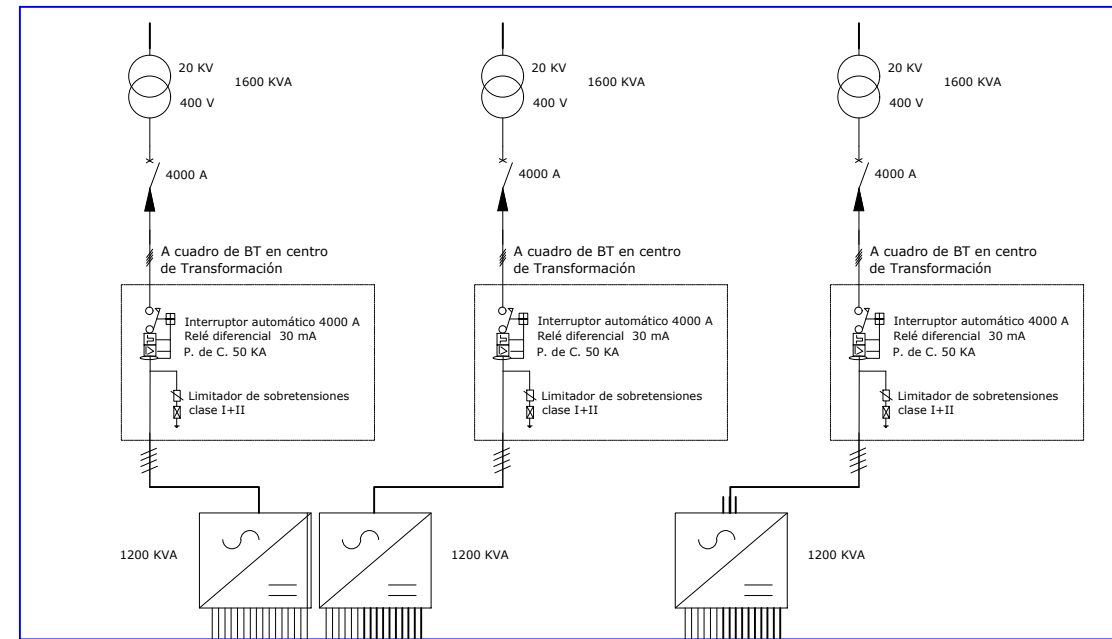 20 KV
1600 KVA
400 V
20 KV
1600 KVA
400 V
20 KV
1600 KVA
400 V
4000 A
4000 A
4000 A
A cuadro de BT en centro
de Transformación
A cuadro de BT en centro
de Transformación
A cuadro de BT en centro
de Transformación
Interruptor automático 4000 A
Relé diferencial 30 mA
P. de C. 50 KA
Interruptor automático 4000 A
Relé diferencial 30 mA
P. de C. 50 KA
Interruptor automático 4000 A
Relé diferencial 30 mA
P. de C. 50 KA
Limitador de sobretensiones
clase I+II
Limitador de sobretensiones
clase I+II
Limitador de sobretensiones
clase I+II
1200 KVA
1200 KVA
1200 KVA